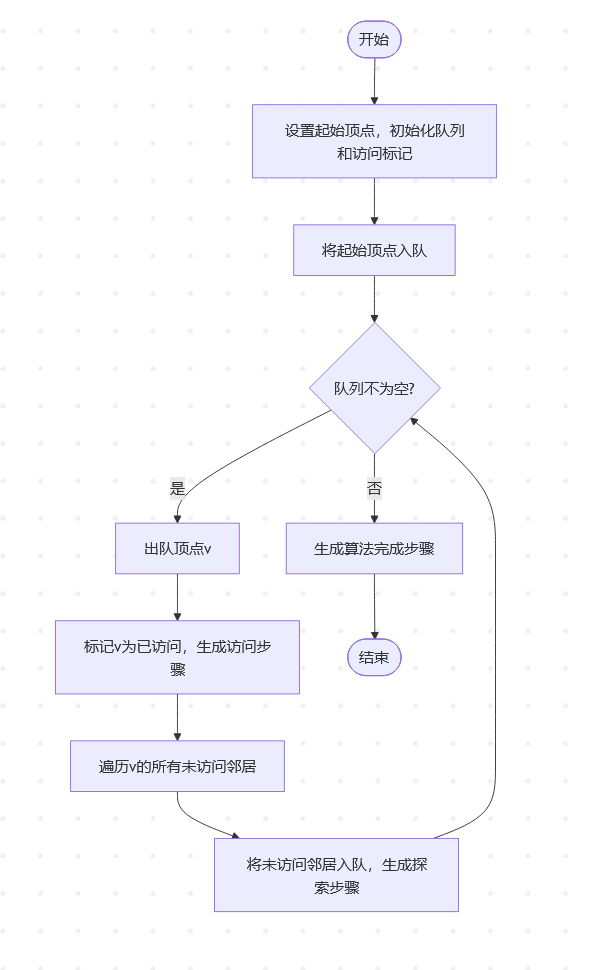 开始
设置起始顶点，初始化队列
和访问标记
将起始顶点入队
队列不为空?
是
否
出队顶点v
生成算法完成步骤
标记v为已访问，生成访问步
骤
结束
遍历v的所有未访问邻居
将未访问邻居入队，生成探
索步骤